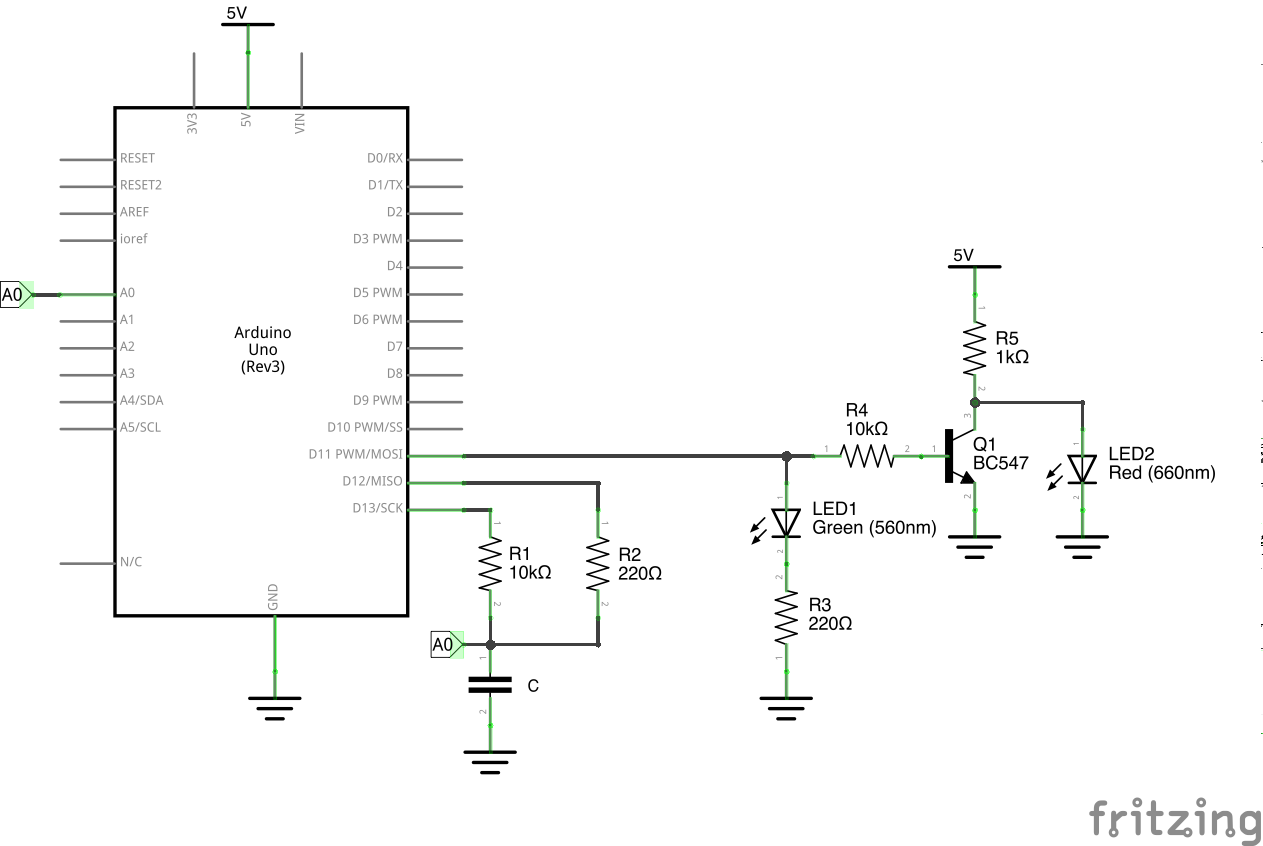 5V
3V3
5V
VIN
RESET
RESET2
AREF
ioref
A0
A0
A1
A2
A3
A4/SDA
A5/SCL
N/C
Arduino
Uno
(Rev3)
D0/RX
D1/TX
D2
D3 PWM
D4
D5 PWM
D6 PWM
D7
D8
D9 PWM
D10 PWM/SS
D11 PWM/MOSI
D12/MISO
D13/SCK
GND
1
R1
10kΩ
2
1
R2
220Ω
2
A0
1
C
2
1
LED1
Green (560nm)
2
2
R3
220Ω
1
R4
10kΩ
1
2
1
5V
1
R5
1kΩ
2
3
Q1
BC547
2
1
LED2
Red (660nm)
2
fritzing